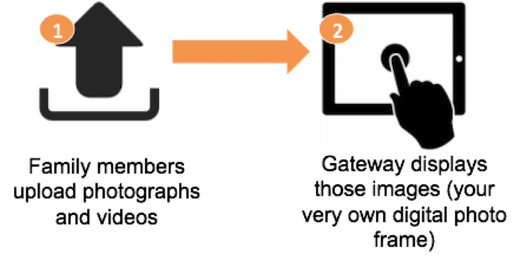 1
2
Family members
upload photographs
and videos
Gateway displays
those images (your
very own digital photo
frame)